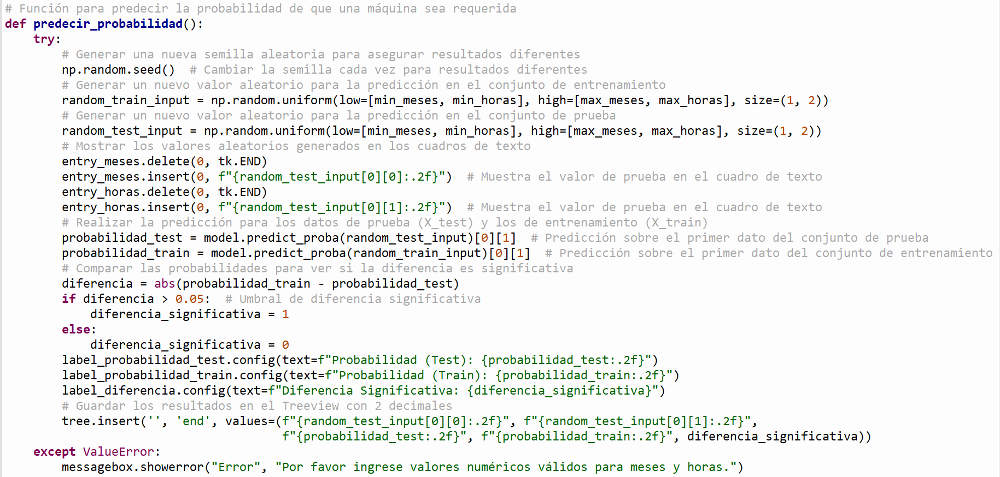 # Función para predecir la probabilidad de que una máquina sea requerida
def predecir_probabilidad():
    try:
        # Generar una nueva semilla aleatoria para asegurar resultados diferentes
        np.random.seed()  # Cambiar la semilla cada vez para resultados diferentes
        # Generar un nuevo valor aleatorio para la predicción en el conjunto de entrenamiento
        random_train_input = np.random.uniform(low=[min_meses, min_horas], high=[max_meses, max_horas], size=(1, 2))
        # Generar un nuevo valor aleatorio para la predicción en el conjunto de prueba
        random_test_input = np.random.uniform(low=[min_meses, min_horas], high=[max_meses, max_horas], size=(1, 2))
        # Mostrar los valores aleatorios generados en los cuadros de texto
        entry_meses.delete(0, tk.END)
        entry_meses.insert(0, f"{random_test_input[0][0]:.2f}")  # Muestra el valor de prueba en el cuadro de texto
        entry_horas.delete(0, tk.END)
        entry_horas.insert(0, f"{random_test_input[0][1]:.2f}")  # Muestra el valor de prueba en el cuadro de texto
        # Realizar la predicción para los datos de prueba (X_test) y los de entrenamiento (X_train)
        probabilidad_test = model.predict_proba(random_test_input)[0][1]  # Predicción sobre el primer dato del conjunto de prueba
        probabilidad_train = model.predict_proba(random_train_input)[0][1]  # Predicción sobre el primer dato del conjunto de entrenamiento
        # Comparar las probabilidades para ver si la diferencia es significativa
        diferencia = abs(probabilidad_train - probabilidad_test)
        if diferencia > 0.05:  # Umbral de diferencia significativa
            diferencia_significativa = 1
        else:
            diferencia_significativa = 0
        label_probabilidad_test.config(text=f"Probabilidad (Test): {probabilidad_test:.2f}")
        label_probabilidad_train.config(text=f"Probabilidad (Train): {probabilidad_train:.2f}")
        label_diferencia.config(text=f"Diferencia Significativa: {diferencia_significativa}")
        # Guardar los resultados en el Treeview con 2 decimales
        tree.insert('', 'end', values=(f"{random_test_input[0][0]:.2f}", f"{random_test_input[0][1]:.2f}",
                                       f"{probabilidad_test:.2f}", f"{probabilidad_train:.2f}", diferencia_significativa))
    except ValueError:
        messagebox.showerror("Error", "Por favor ingrese valores numéricos válidos para meses y horas.")